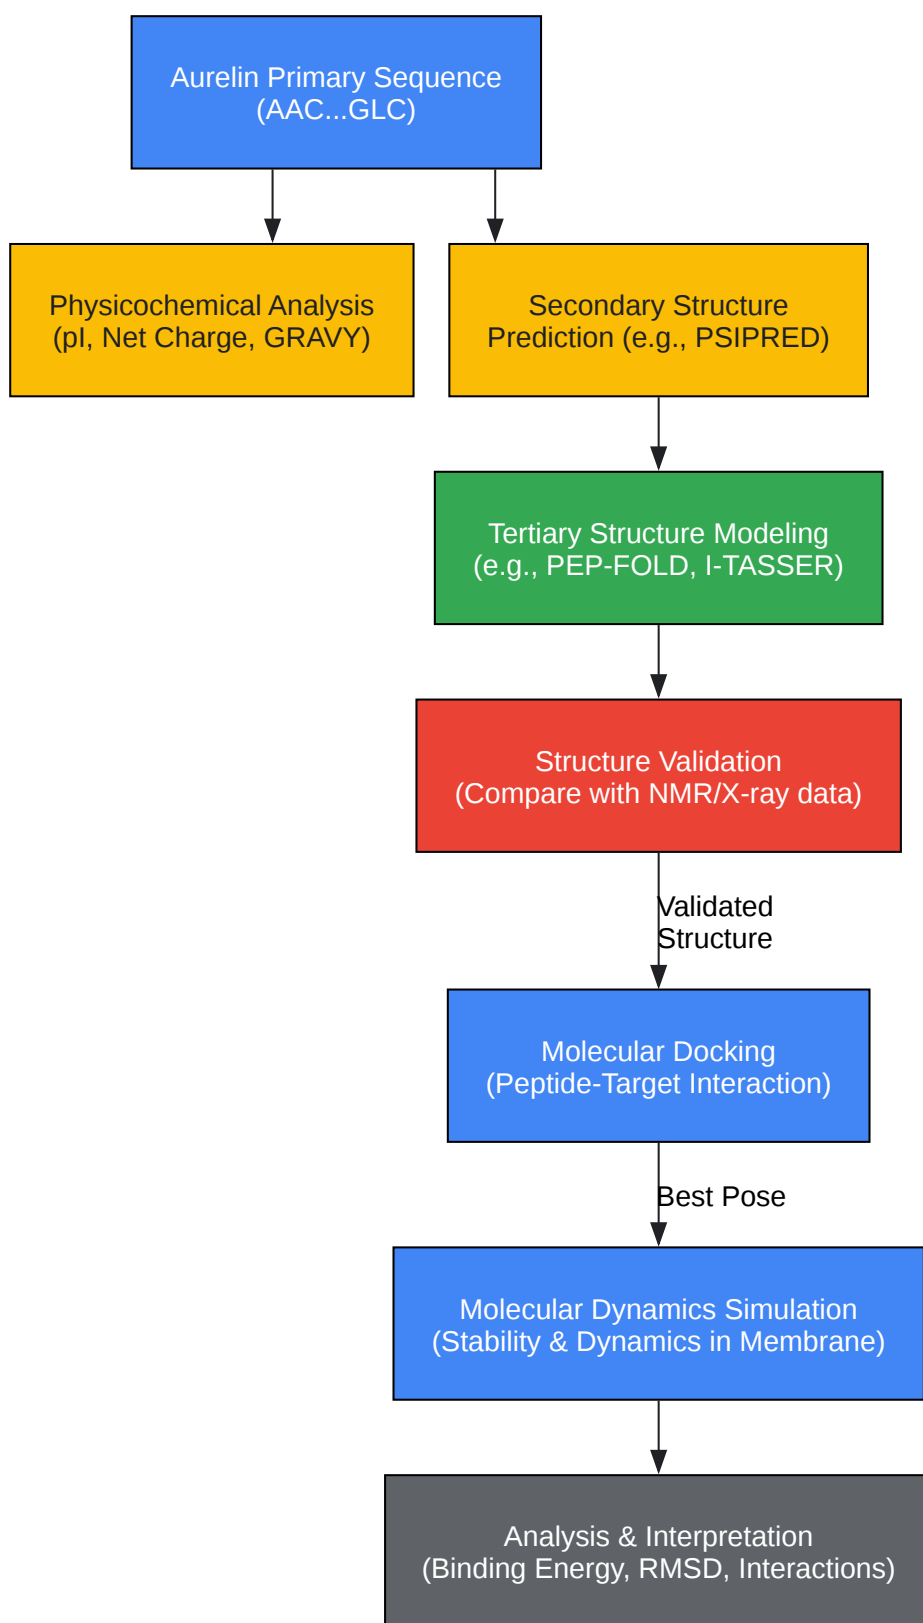 Aurelin Primary Sequence
(AAC...GLC)
Physicochemical Analysis
(pI, Net Charge, GRAVY)
Secondary Structure
Prediction (e.g., PSIPRED)
Tertiary Structure Modeling
(e.g., PEP-FOLD, I-TASSER)
Structure Validation
(Compare with NMR/X-ray data)
Validated
Structure
Molecular Docking
(Peptide-Target Interaction)
Best Pose
Molecular Dynamics Simulation
(Stability & Dynamics in Membrane)
Analysis & Interpretation
(Binding Energy, RMSD, Interactions)